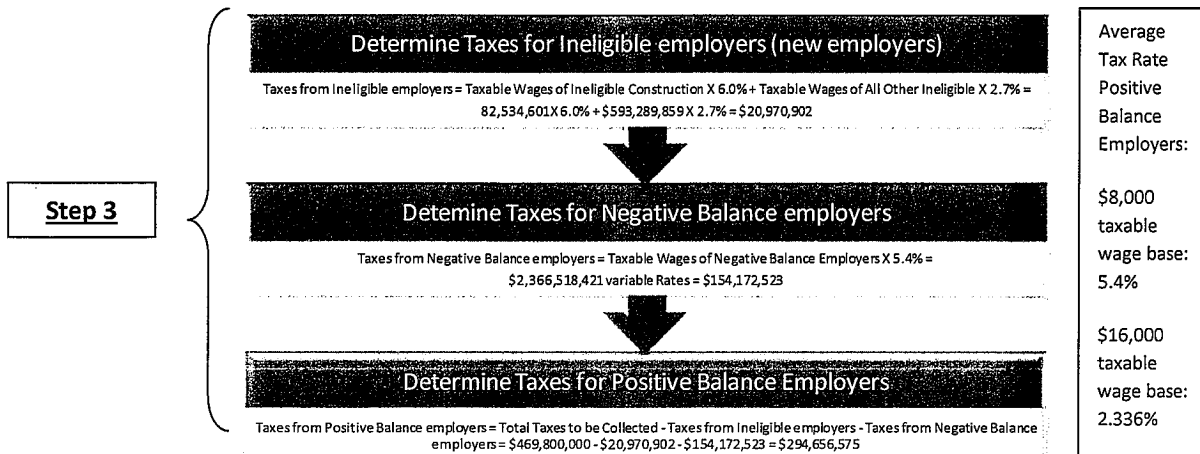 Determine Taxes for Ineligible employers (new employers)
Taxes from Ineligible employers = Taxable Wages of Ineligible Construction X 6.0% + Taxable Wages of All Other Ineligible X 2.7% =
82,534,601X 6.0% + $593,289,859 X 2.7% = $20,970,902
Step 3
Detemine Taxes for Negative Balance employers
Taxes from Negative Balance employers = Taxable Wages of Negative Balance Employers X 5.4% =
$2,366,518,421 variable Rates = $154,172,523
Determine Taxes for Positive Balance Employers
Taxes from Positive Balance employers = Total Taxes to be Collected - Taxes from Ineligible employers - Taxes from Negative Balance
employers = $469,800,000 - $20,970,902 - $154,172,523 = $294,656,575
Average
Tax Rate
Positive
Balance
Employers:
$8,000
taxable
wage base:
5.4%
$16,000
taxable
wage base:
2.336%